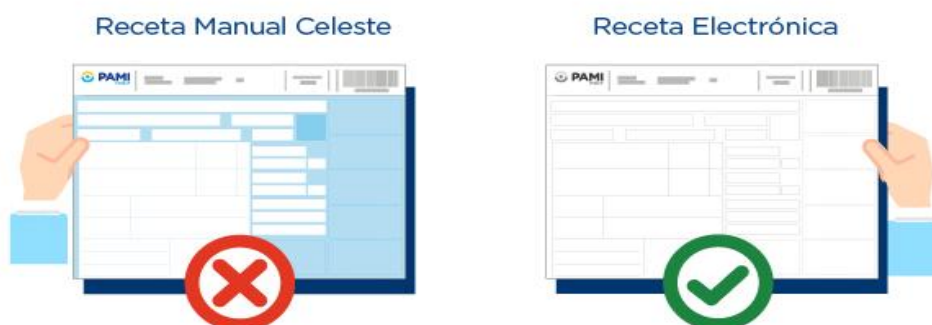 Receta Manual Celeste
Receta Electrónica
PAMI
PAMI